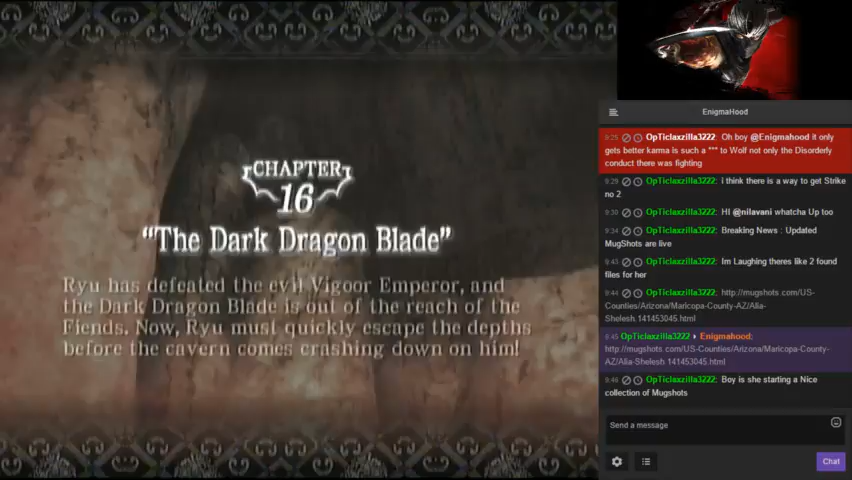 CHAPTER
16
“The Dark Dragon Blade”
Ryu has defeated the evil Vigoor Emperor, and
the Dark Dragon Blade is out of the reach of the
Fiends. Now, Ryu must quickly escape the depths
before the cavern comes crashing down on him!
EnigmaHood
9:25 OpTiclaxzilla3222: Oh boy @Enigmahood it only
gets better karma is such a *** to Wolf not only the Disorderly
conduct there was fighting
9:29 OpTiclaxzilla3222: i think there is a way to get Strike
no 2
9:30 OpTiclaxzilla3222: HI @nilavani whatcha Up too
9:34 OpTiclaxzilla3222: Breaking News : Updated
MugShots are live
9:43 OpTiclaxzilla3222: Im Laughing theres like 2 found
files for her
9:44 OpTiclaxzilla3222: http://mugshots.com/US-
Counties/Arizona/Maricopa-County-AZ/Alia-
Shelesh.141453045.html
9:45 OpTiclaxzilla3222 Enigmahood:
http://mugshots.com/US-Counties/Arizona/Maricopa-County-
AZ/Alia-Shelesh.141453045.html
9:46 OpTiclaxzilla3222: Boy is she starting a Nice
collection of Mugshots
Send a message
Chat